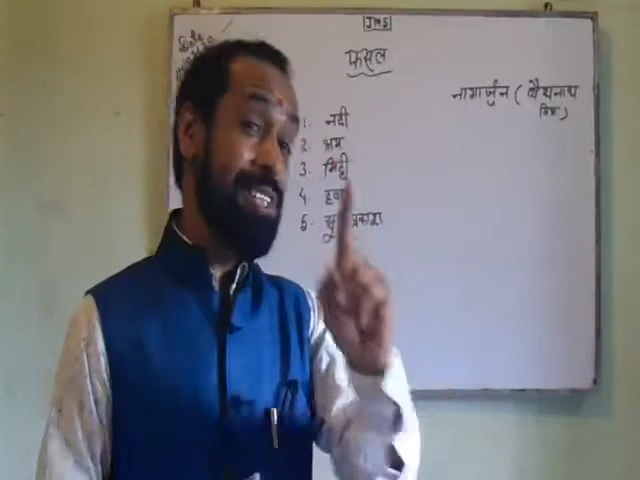 JMS
फसल
नागार्जुन ( वैद्यनाथ
मिश्र )
1. नदी
2. श्रम
3. मिट्टी
4. हवा
5. प्रकाश